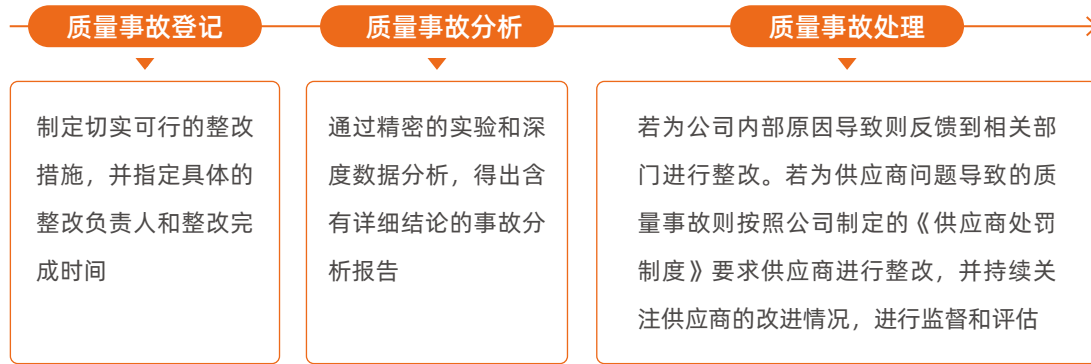 质量事故登记
质量事故分析
质量事故处理
制定切实可行的整改
措施，并指定具体的
整改负责人和整改完
成时间
通过精密的实验和深
度数据分析，得出含
有详细结论的事故分
析报告
若为公司内部原因导致则反馈到相关部
门进行整改。若为供应商问题导致的质
量事故则按照公司制定的《供应商处罚
制度》要求供应商进行整改，并持续关
注供应商的改进情况，进行监督和评估